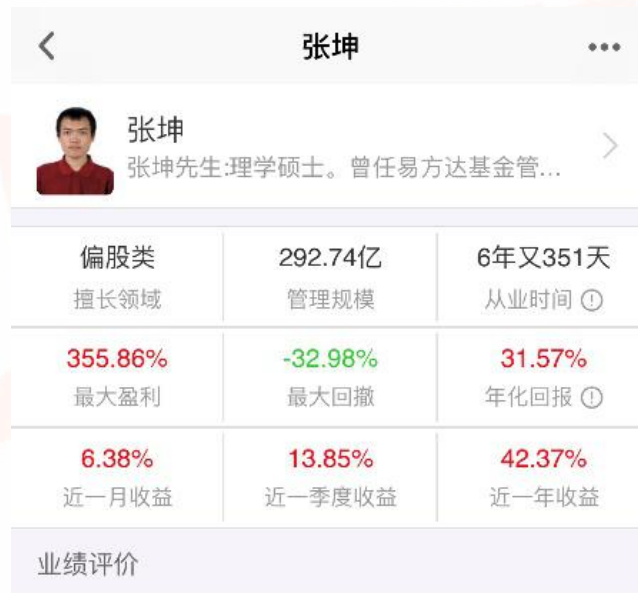 张坤
张坤
张坤先生:理学硕士。曾任易方达基金管...
偏股类 292.74亿 6年又351天
擅长领域 管理规模 从业时间
355.86% -32.98% 31.57%
最大盈利 最大回撤 年化回报
6.38% 13.85% 42.37%
近一月收益 近一季度收益 近一年收益
业绩评价